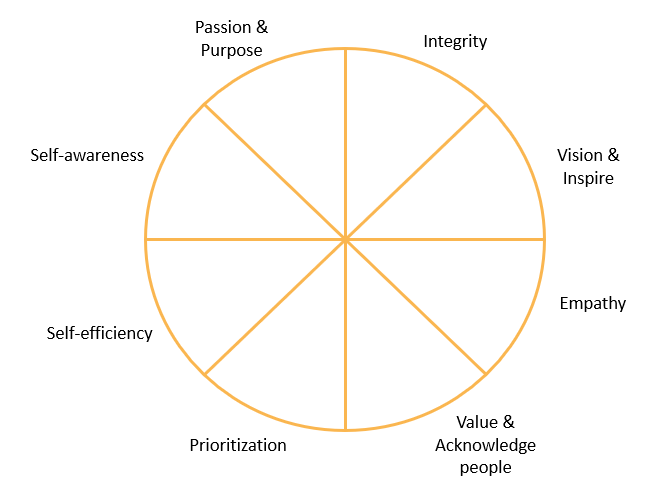 Passion &
Purpose
Integrity
Vision &
Inspire
Empathy
Value &
Acknowledge
people
Prioritization
Self-efficiency
Self-awareness